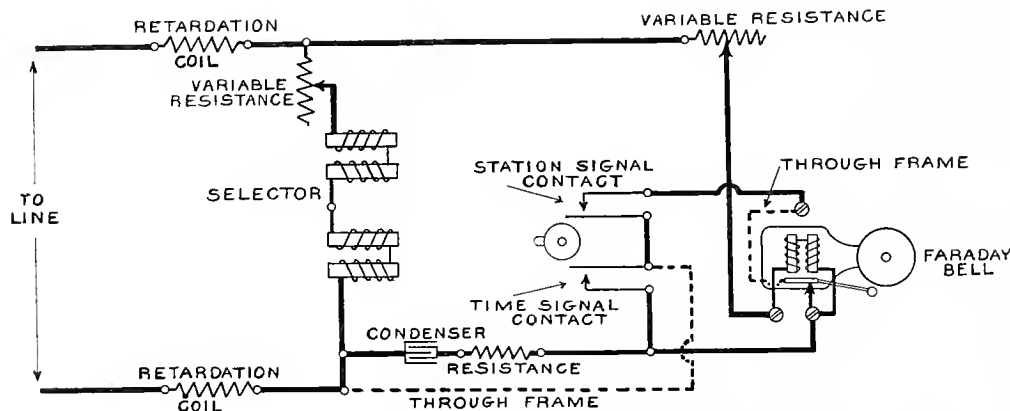 RETARDATION
COIL
VARIABLE RESISTANCE
VARIABLE
RESISTANCE
STATION SIGNAL
CONTACT
THROUGH FRAME
SELECTOR
TO
LINE
FARADAY
BELL
TIME SIGNAL
CONTACT
CONDENSER
RESISTANCE
RETARDATION
COIL
THROUGH FRAME